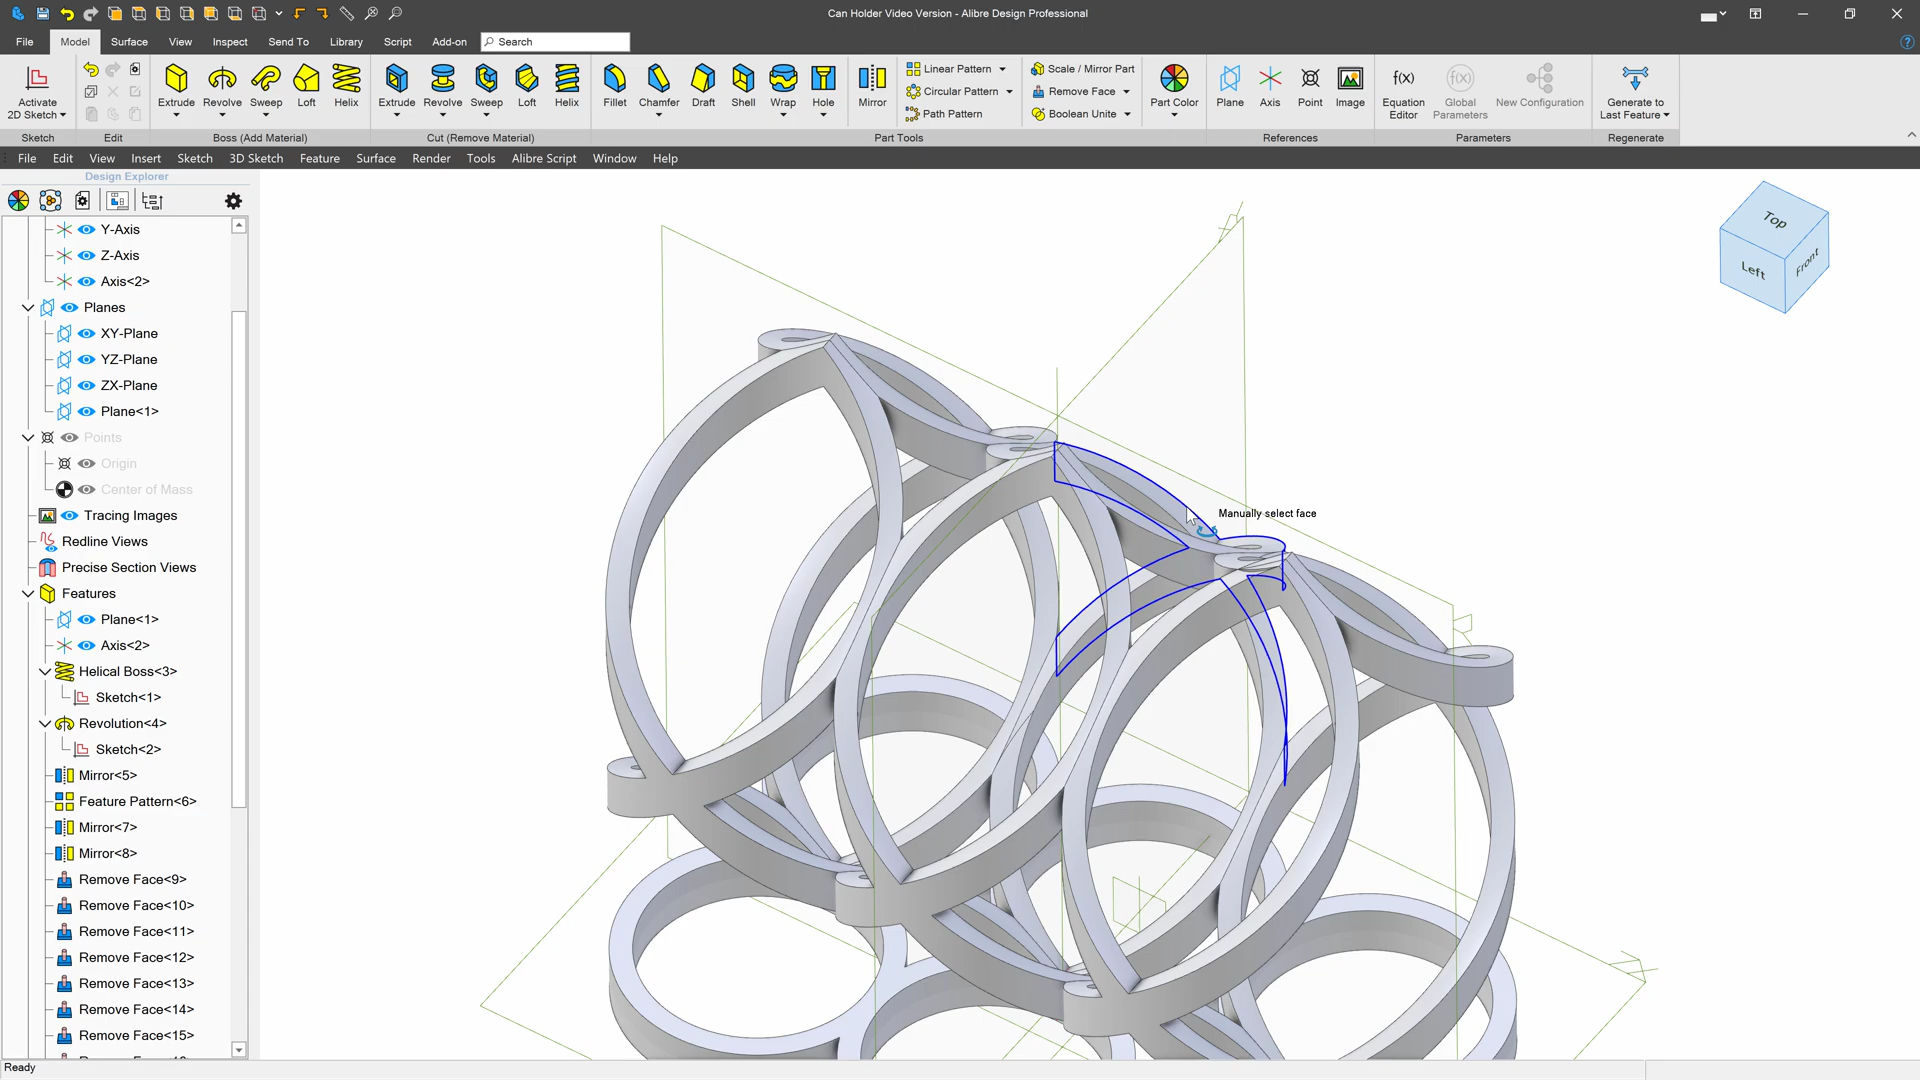 Can Holder Video Version - Alibre Design Professional
File Model Surface View Inspect Send To Library Script Add-on Search
Activate 2D Sketch
Extrude Revolve Sweep Loft Helix
Extrude Revolve Sweep Loft Helix
Fillet Chamfer Draft Shell Wrap Hole Mirror
Linear Pattern
Circular Pattern
Path Pattern
Scale / Mirror Part
Remove Face
Boolean Unite
Part Color
Plane Axis Point Image
f(x) Equation Editor
f(x) Global Parameters
New Configuration
Generate to Last Feature
Sketch Edit Boss (Add Material) Cut (Remove Material) Part Tools References Parameters Regenerate
File Edit View Insert Sketch 3D Sketch Feature Surface Render Tools Alibre Script Window Help
Design Explorer
Y-Axis
Z-Axis
Axis<2>
Planes
XY-Plane
YZ-Plane
ZX-Plane
Plane<1>
Points
Origin
Center of Mass
Tracing Images
Redline Views
Precise Section Views
Features
Plane<1>
Axis<2>
Helical Boss<3>
Sketch<1>
Revolution<4>
Sketch<2>
Mirror<5>
Feature Pattern<6>
Mirror<7>
Mirror<8>
Remove Face<9>
Remove Face<10>
Remove Face<11>
Remove Face<12>
Remove Face<13>
Remove Face<14>
Remove Face<15>
Top
Left
Front
Manually select face
Ready